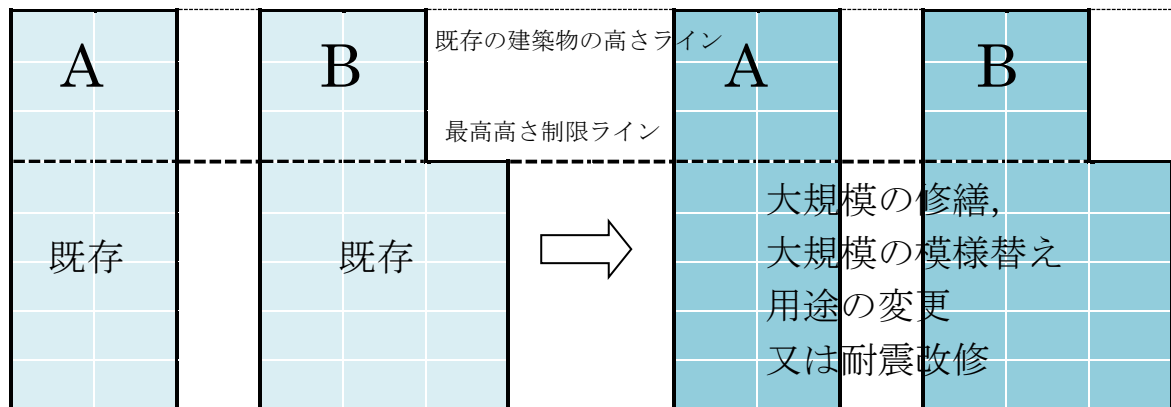 A
B
既存の建築物の高さライン
A
B
最高高さ制限ライン
既存
既存
大規模の修繕,
大規模の模様替え
用途の変更
又は耐震改修